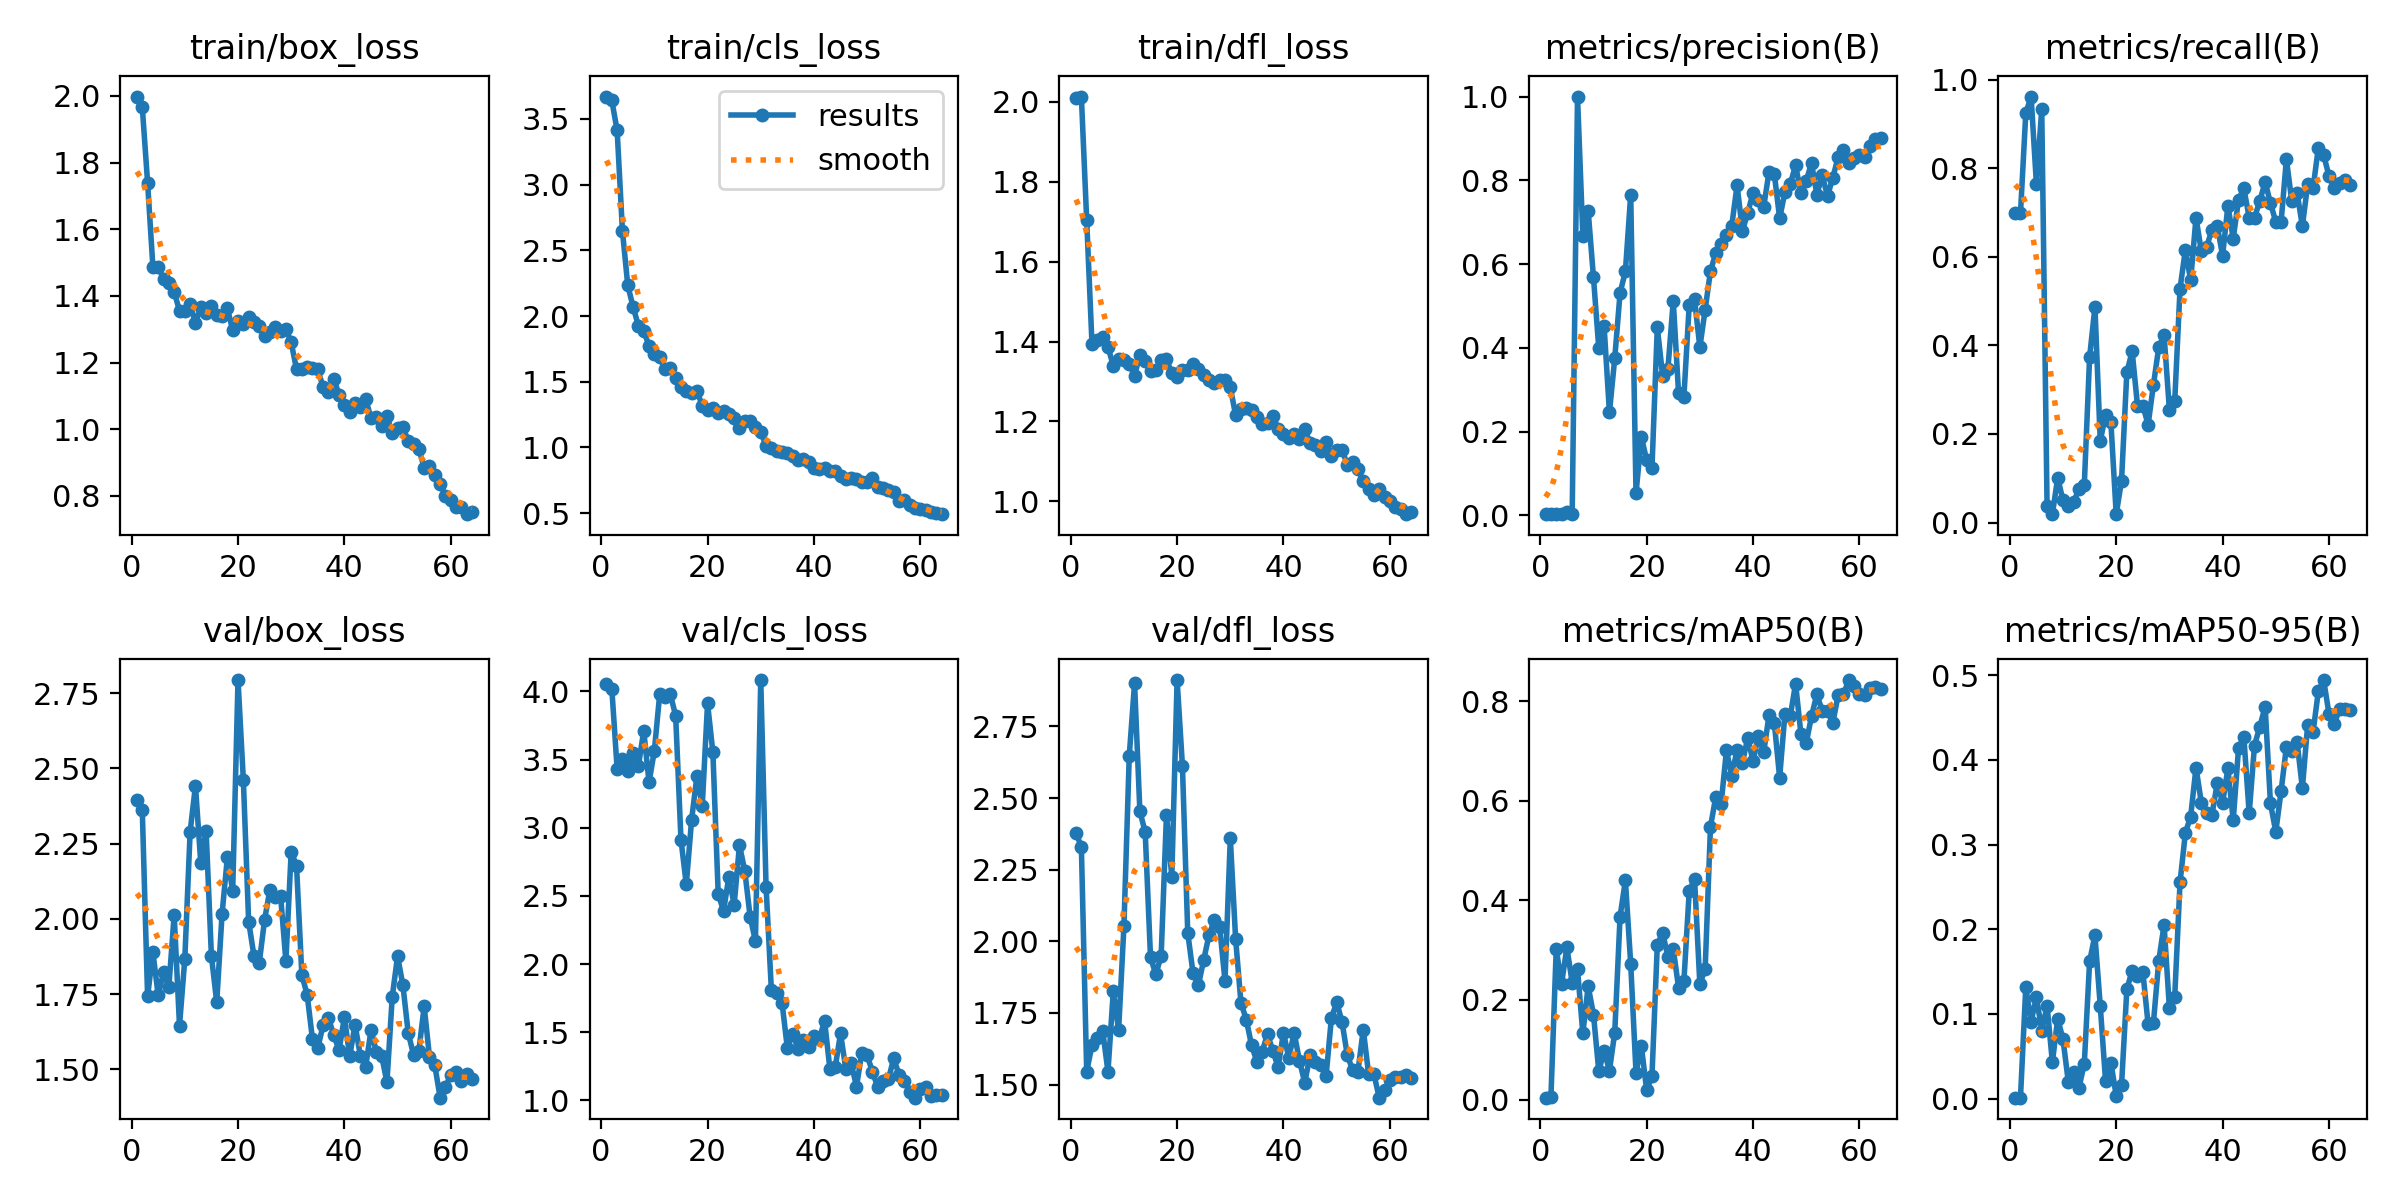 train/box_loss
2.0
1.8
1.6
1.4
1.2
1.0
0.8
0 20 40 60
train/cls_loss
results
smooth
3.5
3.0
2.5
2.0
1.5
1.0
0.5
0 20 40 60
train/dfl_loss
2.0
1.8
1.6
1.4
1.2
1.0
0 20 40 60
metrics/precision(B)
1.0
0.8
0.6
0.4
0.2
0.0
0 20 40 60
metrics/recall(B)
1.0
0.8
0.6
0.4
0.2
0.0
0 20 40 60
val/box_loss
2.75
2.50
2.25
2.00
1.75
1.50
0 20 40 60
val/cls_loss
4.0
3.5
3.0
2.5
2.0
1.5
1.0
0 20 40 60
val/dfl_loss
2.75
2.50
2.25
2.00
1.75
1.50
0 20 40 60
metrics/mAP50(B)
0.8
0.6
0.4
0.2
0.0
0 20 40 60
metrics/mAP50-95(B)
0.5
0.4
0.3
0.2
0.1
0.0
0 20 40 60